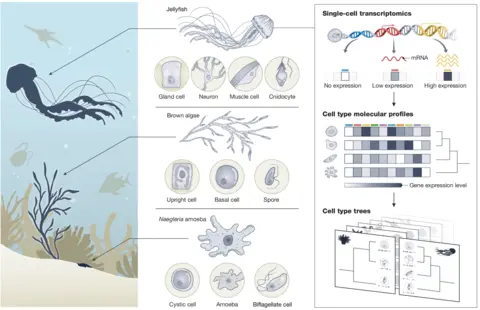 Jellyfish
Gland cell
Neuron
Muscle cell
Cnidocyte
Brown algae
Upright cell
Basal cell
Spore
Naegleria amoeba
Cystic cell
Amoeba
Biflagellate cell
Single-cell transcriptomics
mRNA
No expression
Low expression
High expression
Cell type molecular profiles
Gene expression level
Cell type trees